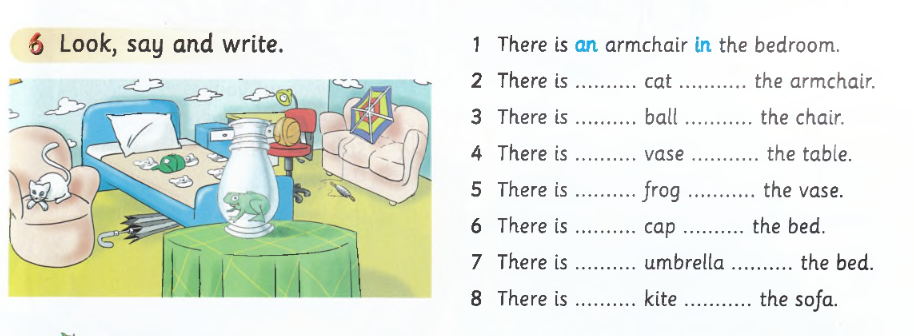 6 Look, say and write.
1 There is an armchair in the bedroom.
2 There is .......... cat ........... the armchair.
3 There is .......... ball ........... the chair.
4 There is .......... vase ........... the table.
5 There is .......... frog .......... the vase.
6 There is .......... cap .......... the bed.
7 There is .......... umbrella .......... the bed.
8 There is .......... kite ........... the sofa.